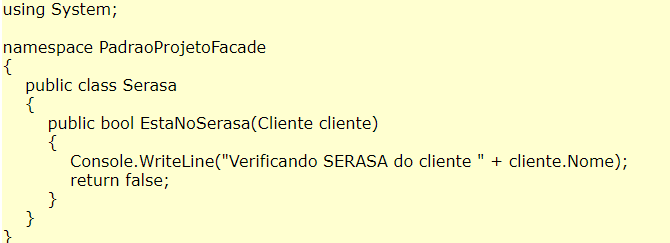 using System;
namespace PadraoProjetoFacade
{
public class Serasa
{
public bool EstaNoSerasa(Cliente cliente)
{
Console.WriteLine("Verificando SERASA do cliente " + cliente.Nome);
return false;
}
}
}